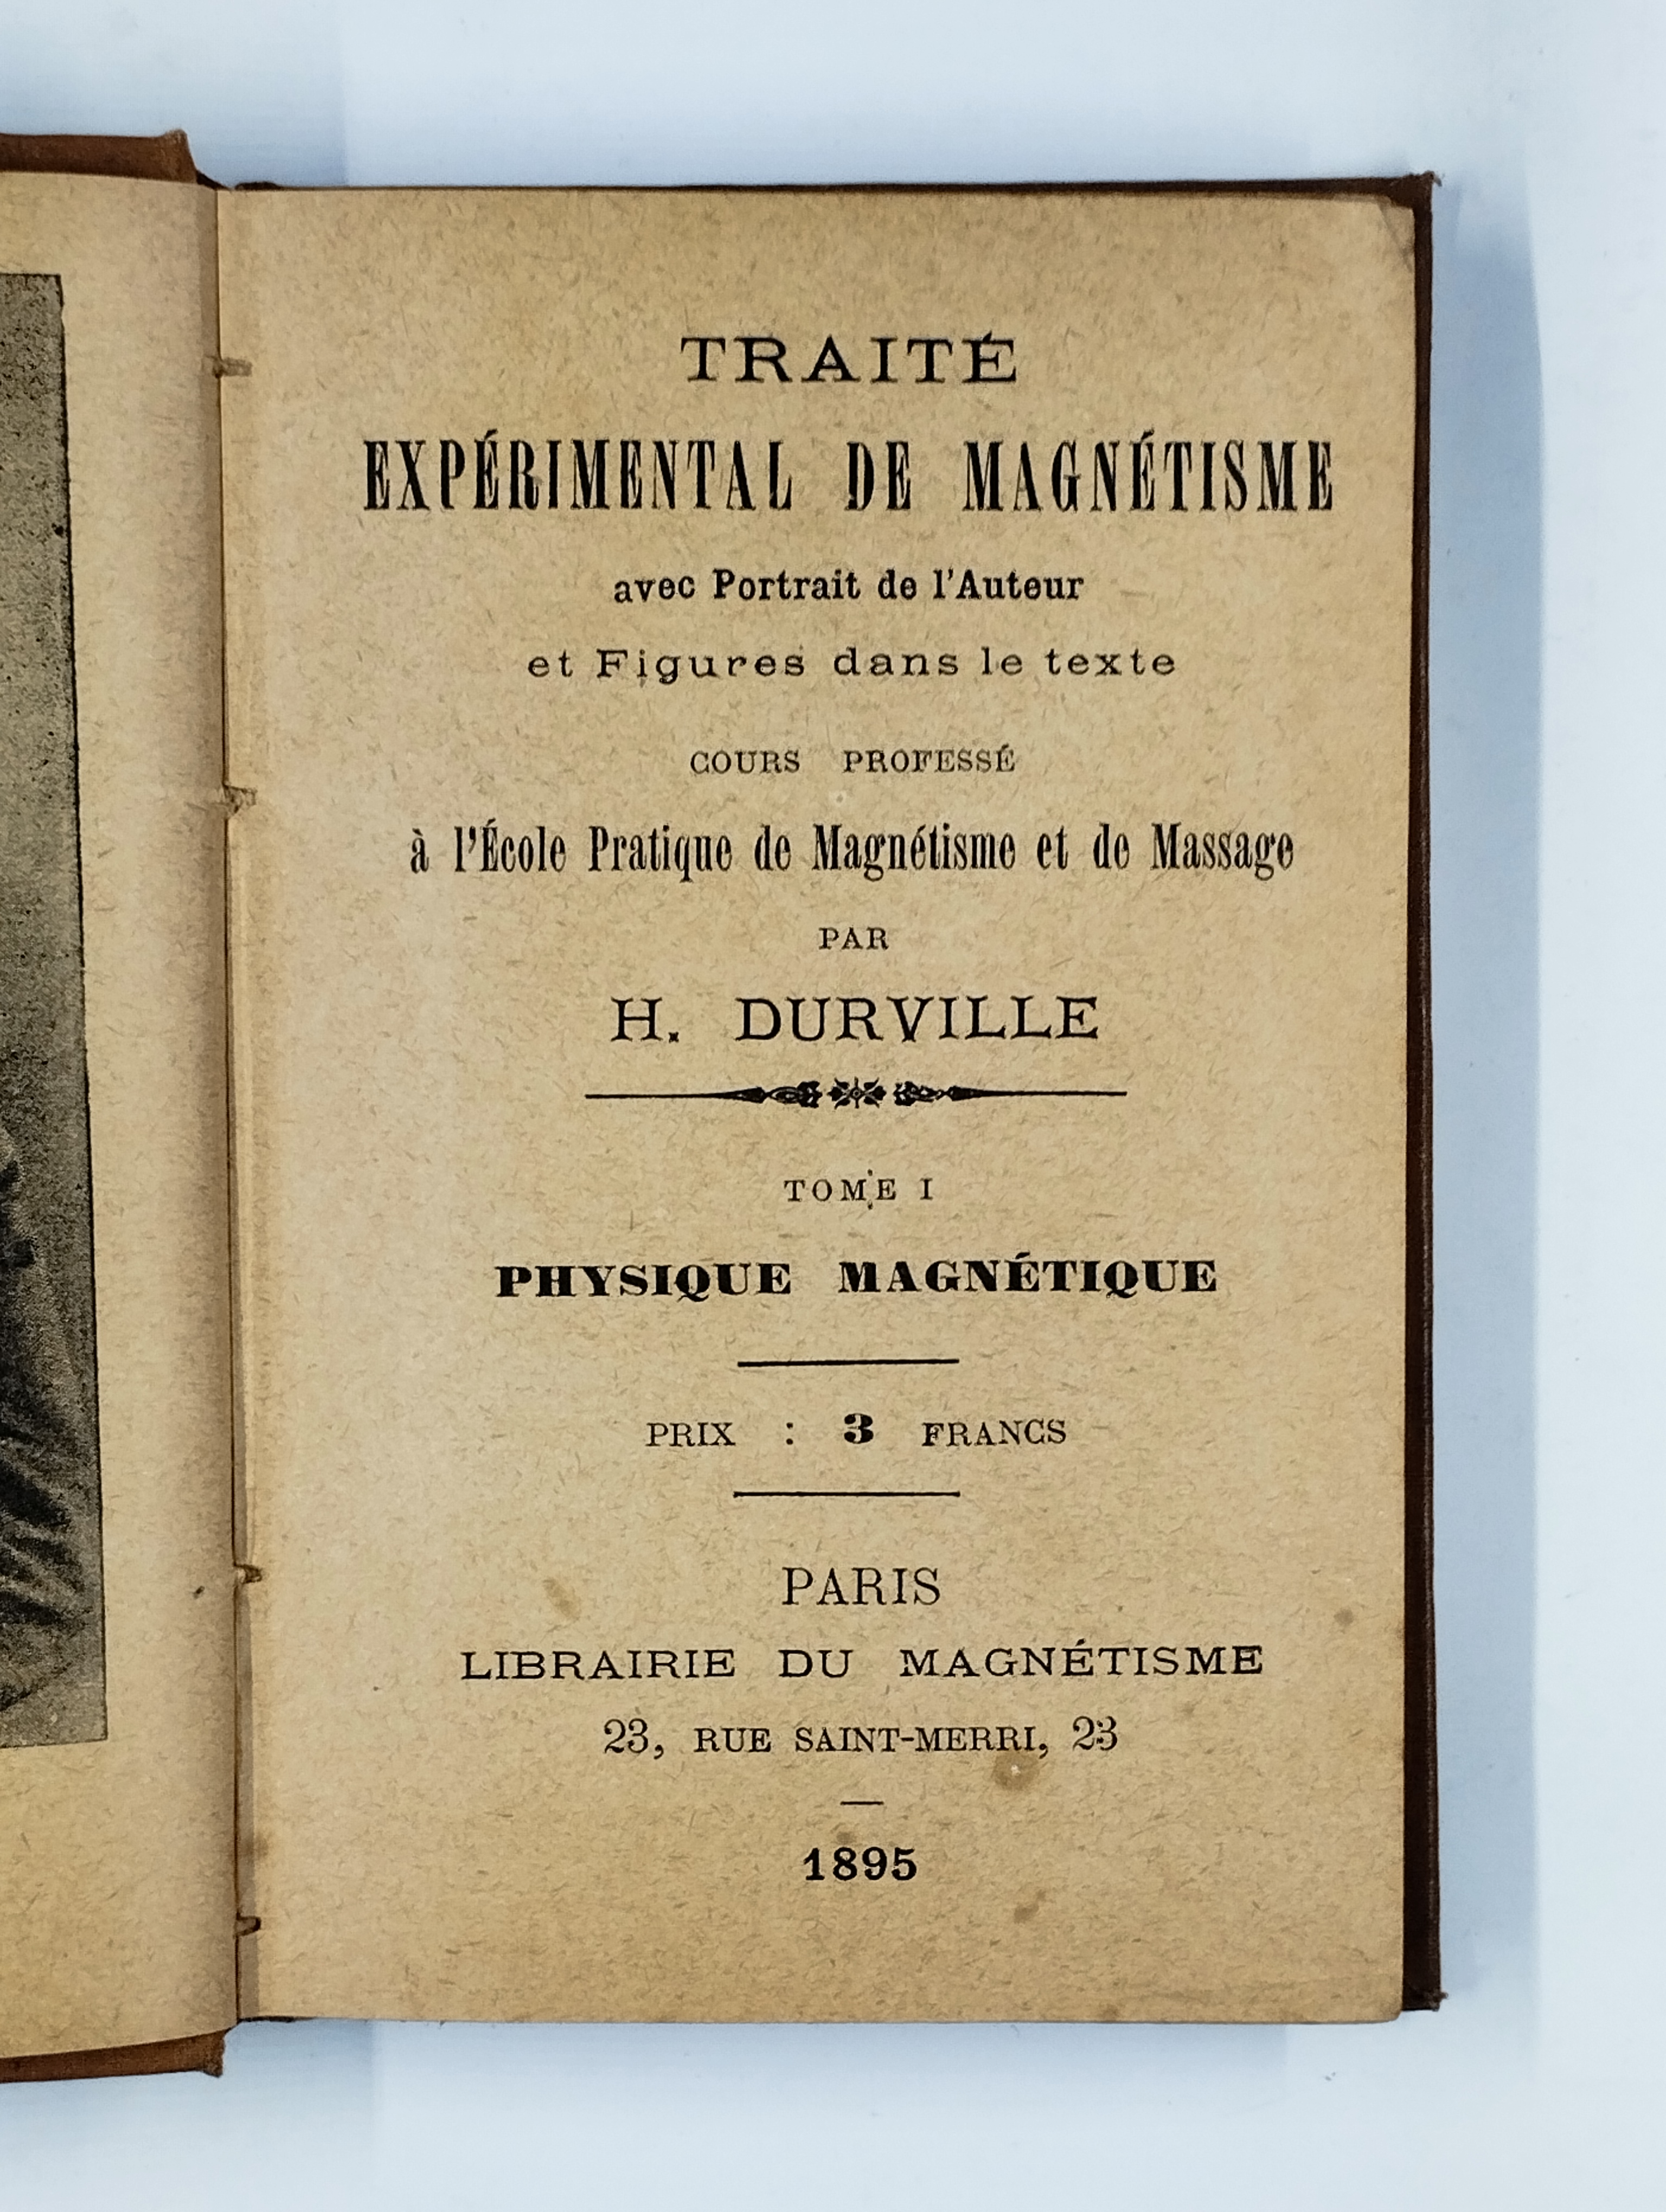 TRAITÉ
EXPÉRIMENTAL DE MAGNÉTISME
avec Portrait de l'Auteur
et Figures dans le texte
COURS PROFESSÉ
à l'École Pratique de Magnétisme et de Massage
PAR
H. DURVILLE
TOME I
PHYSIQUE MAGNÉTIQUE
PRIX : 3 FRANCS
PARIS
LIBRAIRIE DU MAGNÉTISME
23, RUE SAINT-MERRI, 23
1895